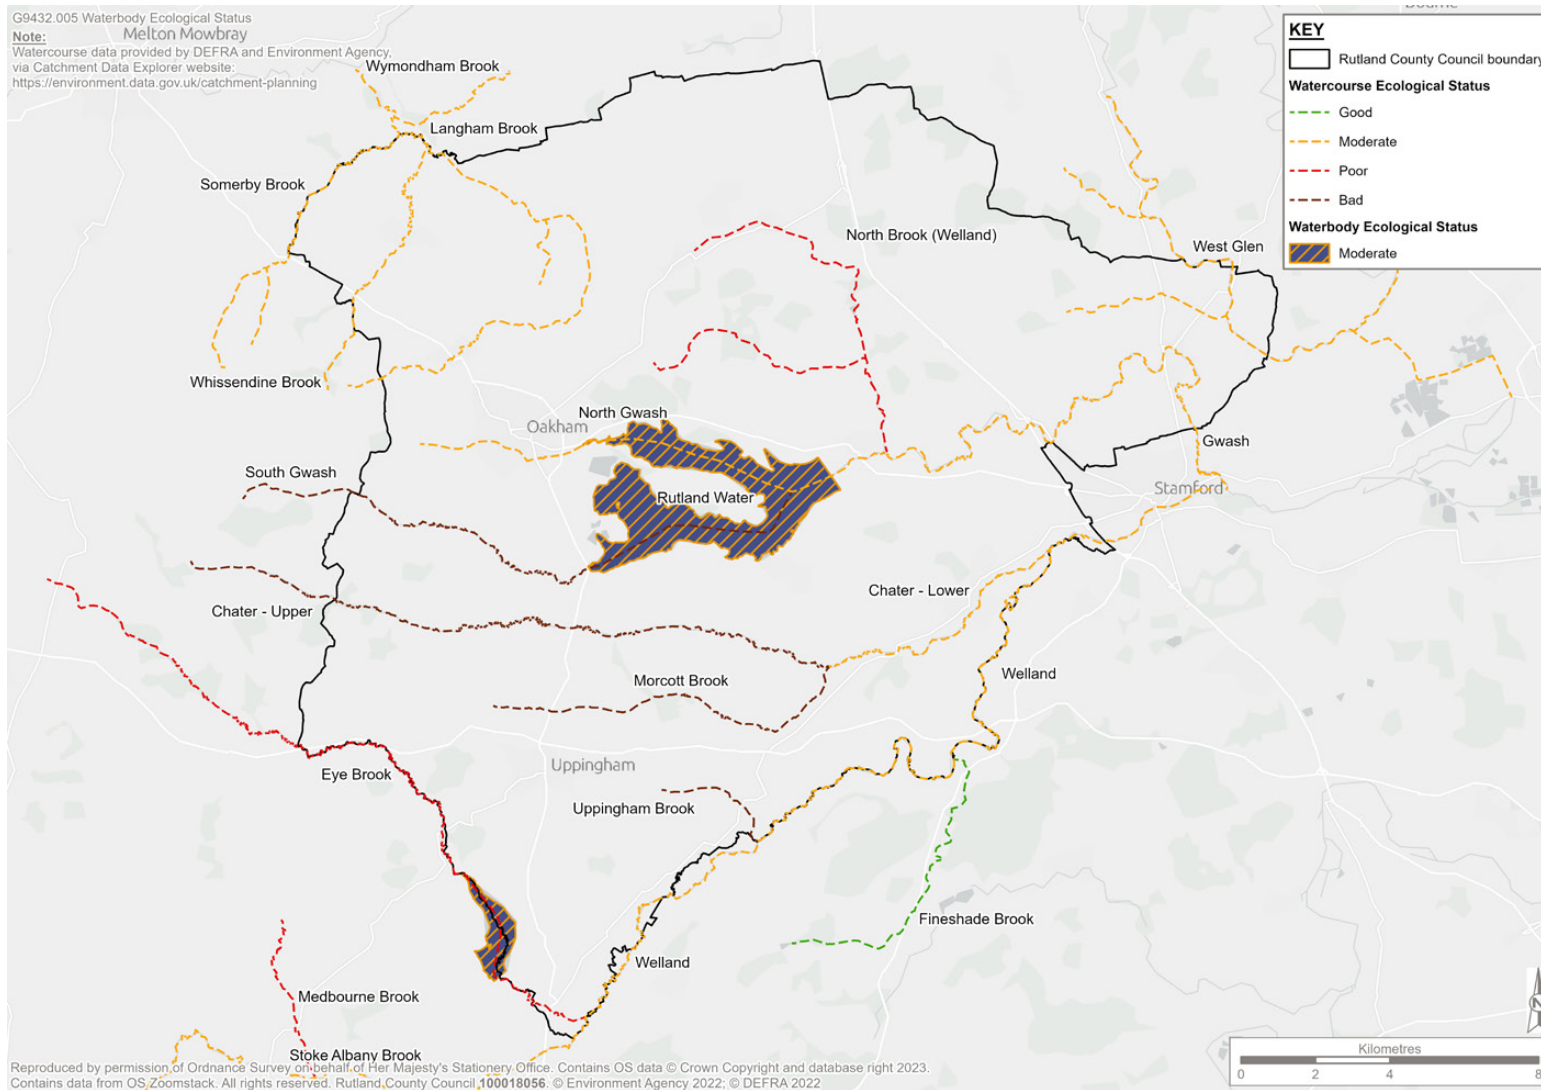 G9432.005 Waterbody Ecological Status
Note:
Melton Mowbray
Watercourse data provided by DEFRA and Environment Agency,
via Catchment Data Explorer website:
https://environment.data.gov.uk/catchment-planning
Wymondham Brook
Langham Brook
Somerby Brook
North Brook (Welland)
West Glen
Whissendine Brook
North Gwash
Oakham
Gwash
South Gwash
Rutland Water
Stamford
Chater - Lower
Chater - Upper
Welland
Morcott Brook
Eye Brook
Uppingham
Uppingham Brook
Fineshade Brook
Welland
Medbourne Brook
Stoke Albany Brook
KEY
Rutland County Council boundary
Watercourse Ecological Status
Good
Moderate
Poor
Bad
Waterbody Ecological Status
Moderate
N
Kilometres
0 2 4 8
Reproduced by permission of Ordnance Survey on behalf of Her Majesty's Stationery Office. Contains OS data © Crown Copyright and database right 2023.
Contains data from OS Zoomstack. All rights reserved. Rutland County Council 100018056. © Environment Agency 2022; © DEFRA 2022